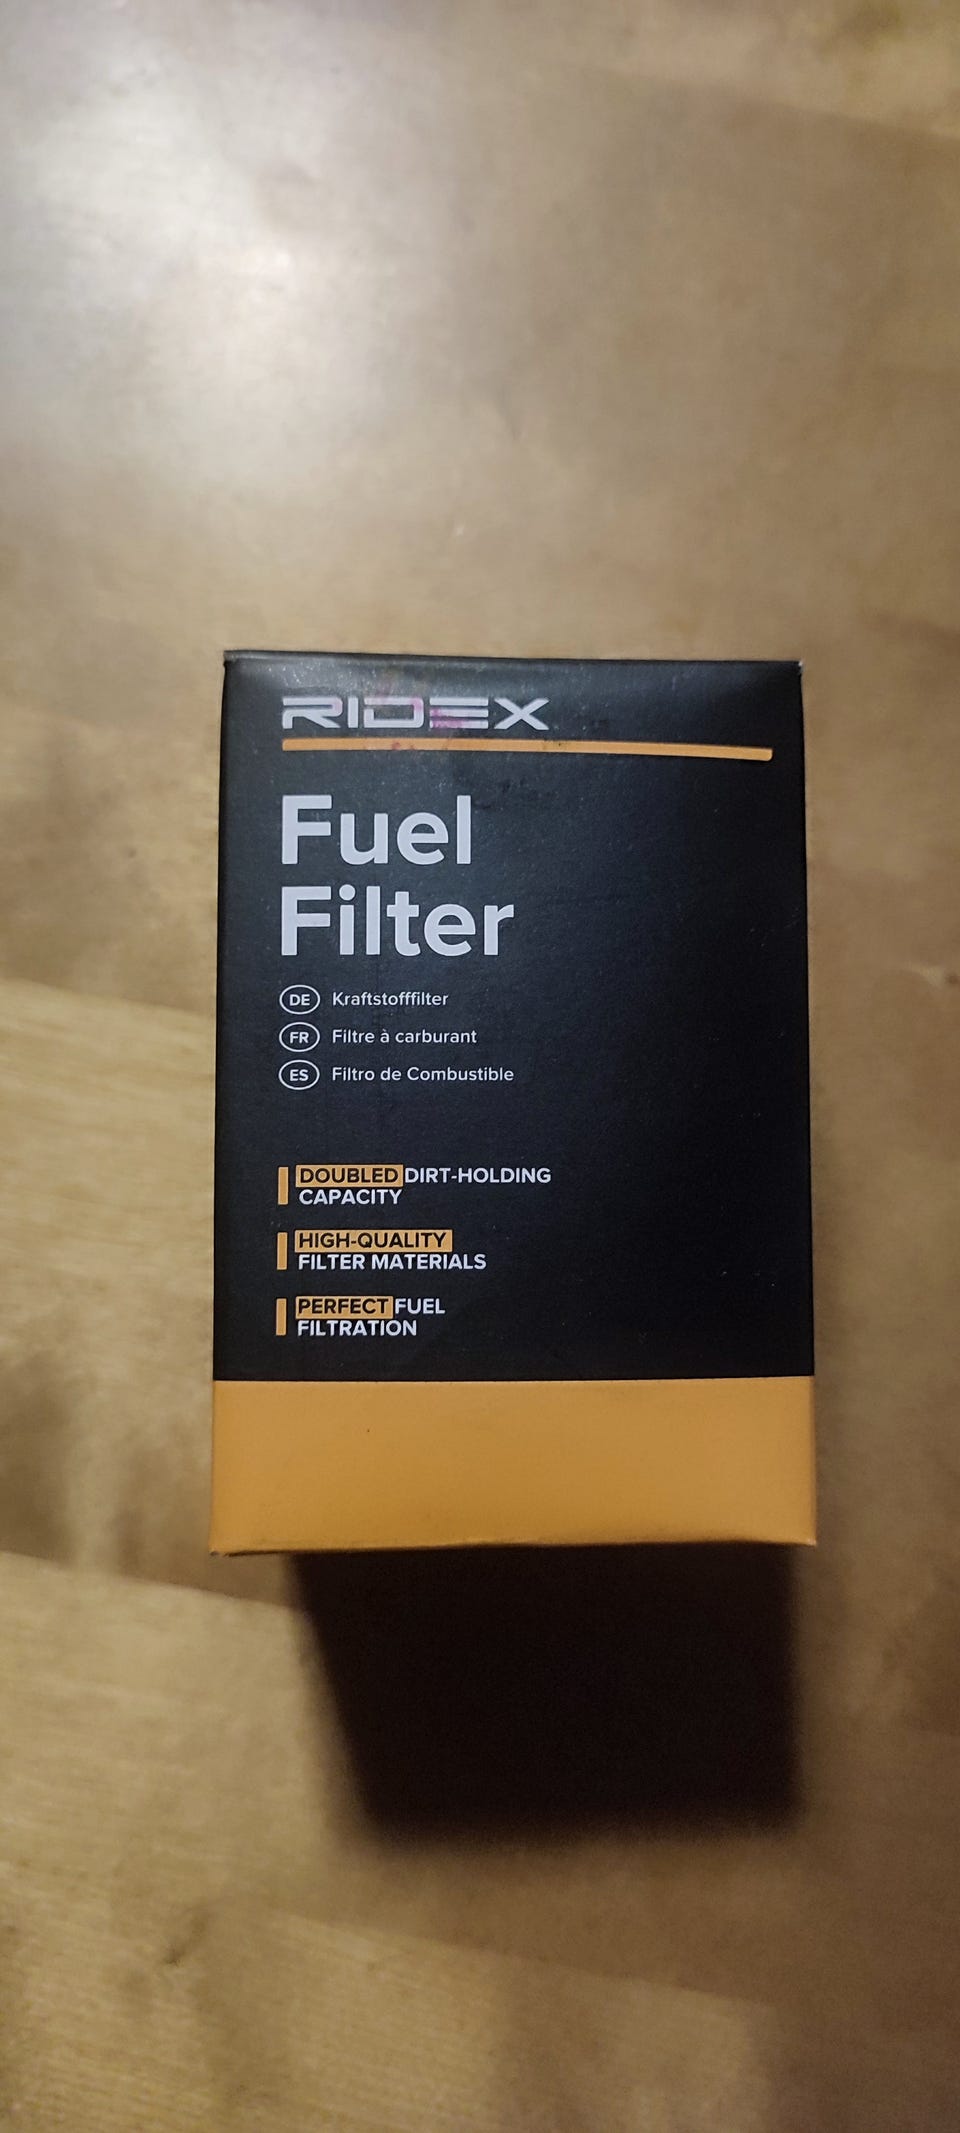 RIDEX
Fuel
Filter
DE Kraftstofffilter
FR Filtre à carburant
ES Filtro de Combustible
DOUBLED DIRT-HOLDING
CAPACITY
HIGH-QUALITY
FILTER MATERIALS
PERFECT FUEL
FILTRATION